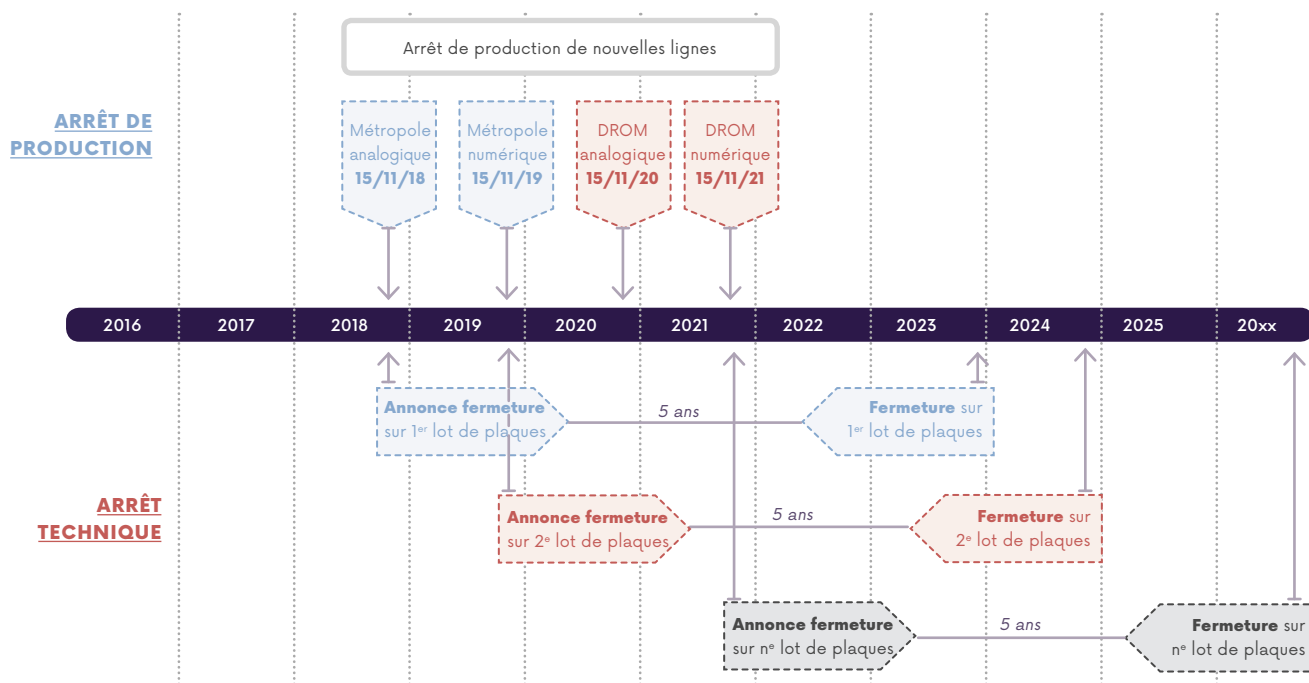 Arrêt de production de nouvelles lignes
ARRÊT DE
PRODUCTION
Métropole
analogique
15/11/18
Métropole
numérique
15/11/19
DROM
analogique
15/11/20
DROM
numérique
15/11/21
2016 2017 2018 2019 2020 2021 2022 2023 2024 2025 20xx
Annonce fermeture
sur 1er lot de plaques
5 ans
Fermeture sur
1er lot de plaques
ARRÊT
TECHNIQUE
Annonce fermeture
sur 2e lot de plaques
5 ans
Fermeture sur
2e lot de plaques
Annonce fermeture
sur ne lot de plaques
5 ans
Fermeture sur
ne lot de plaques